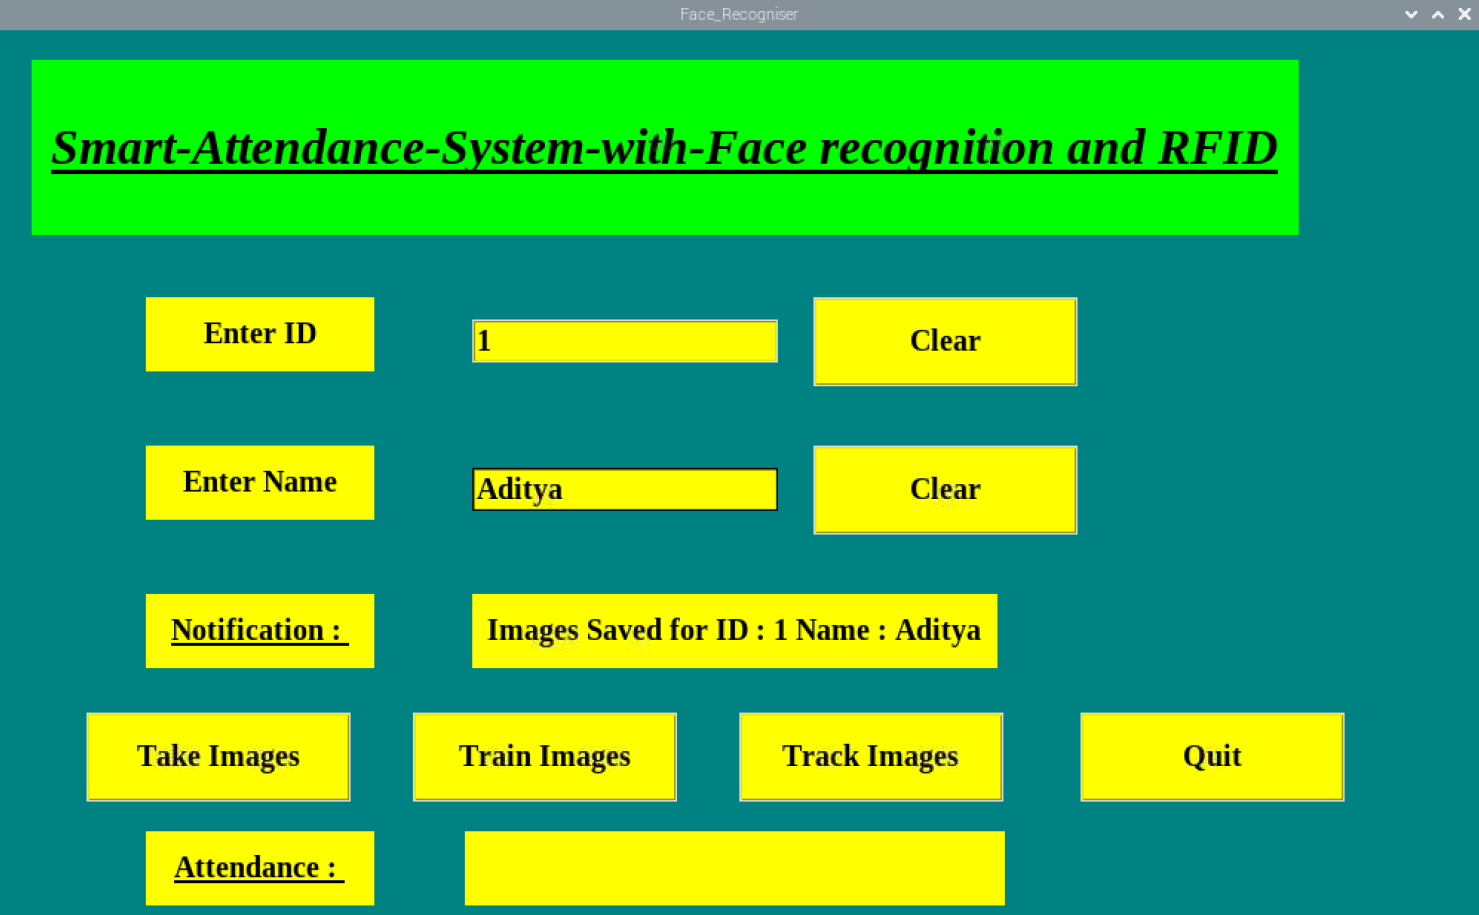 Face_Recogniser
Smart-Attendance-System-with-Face recognition and RFID
Enter ID
1
Clear
Enter Name
Aditya
Clear
Notification :
Images Saved for ID : 1 Name : Aditya
Take Images
Train Images
Track Images
Quit
Attendance :